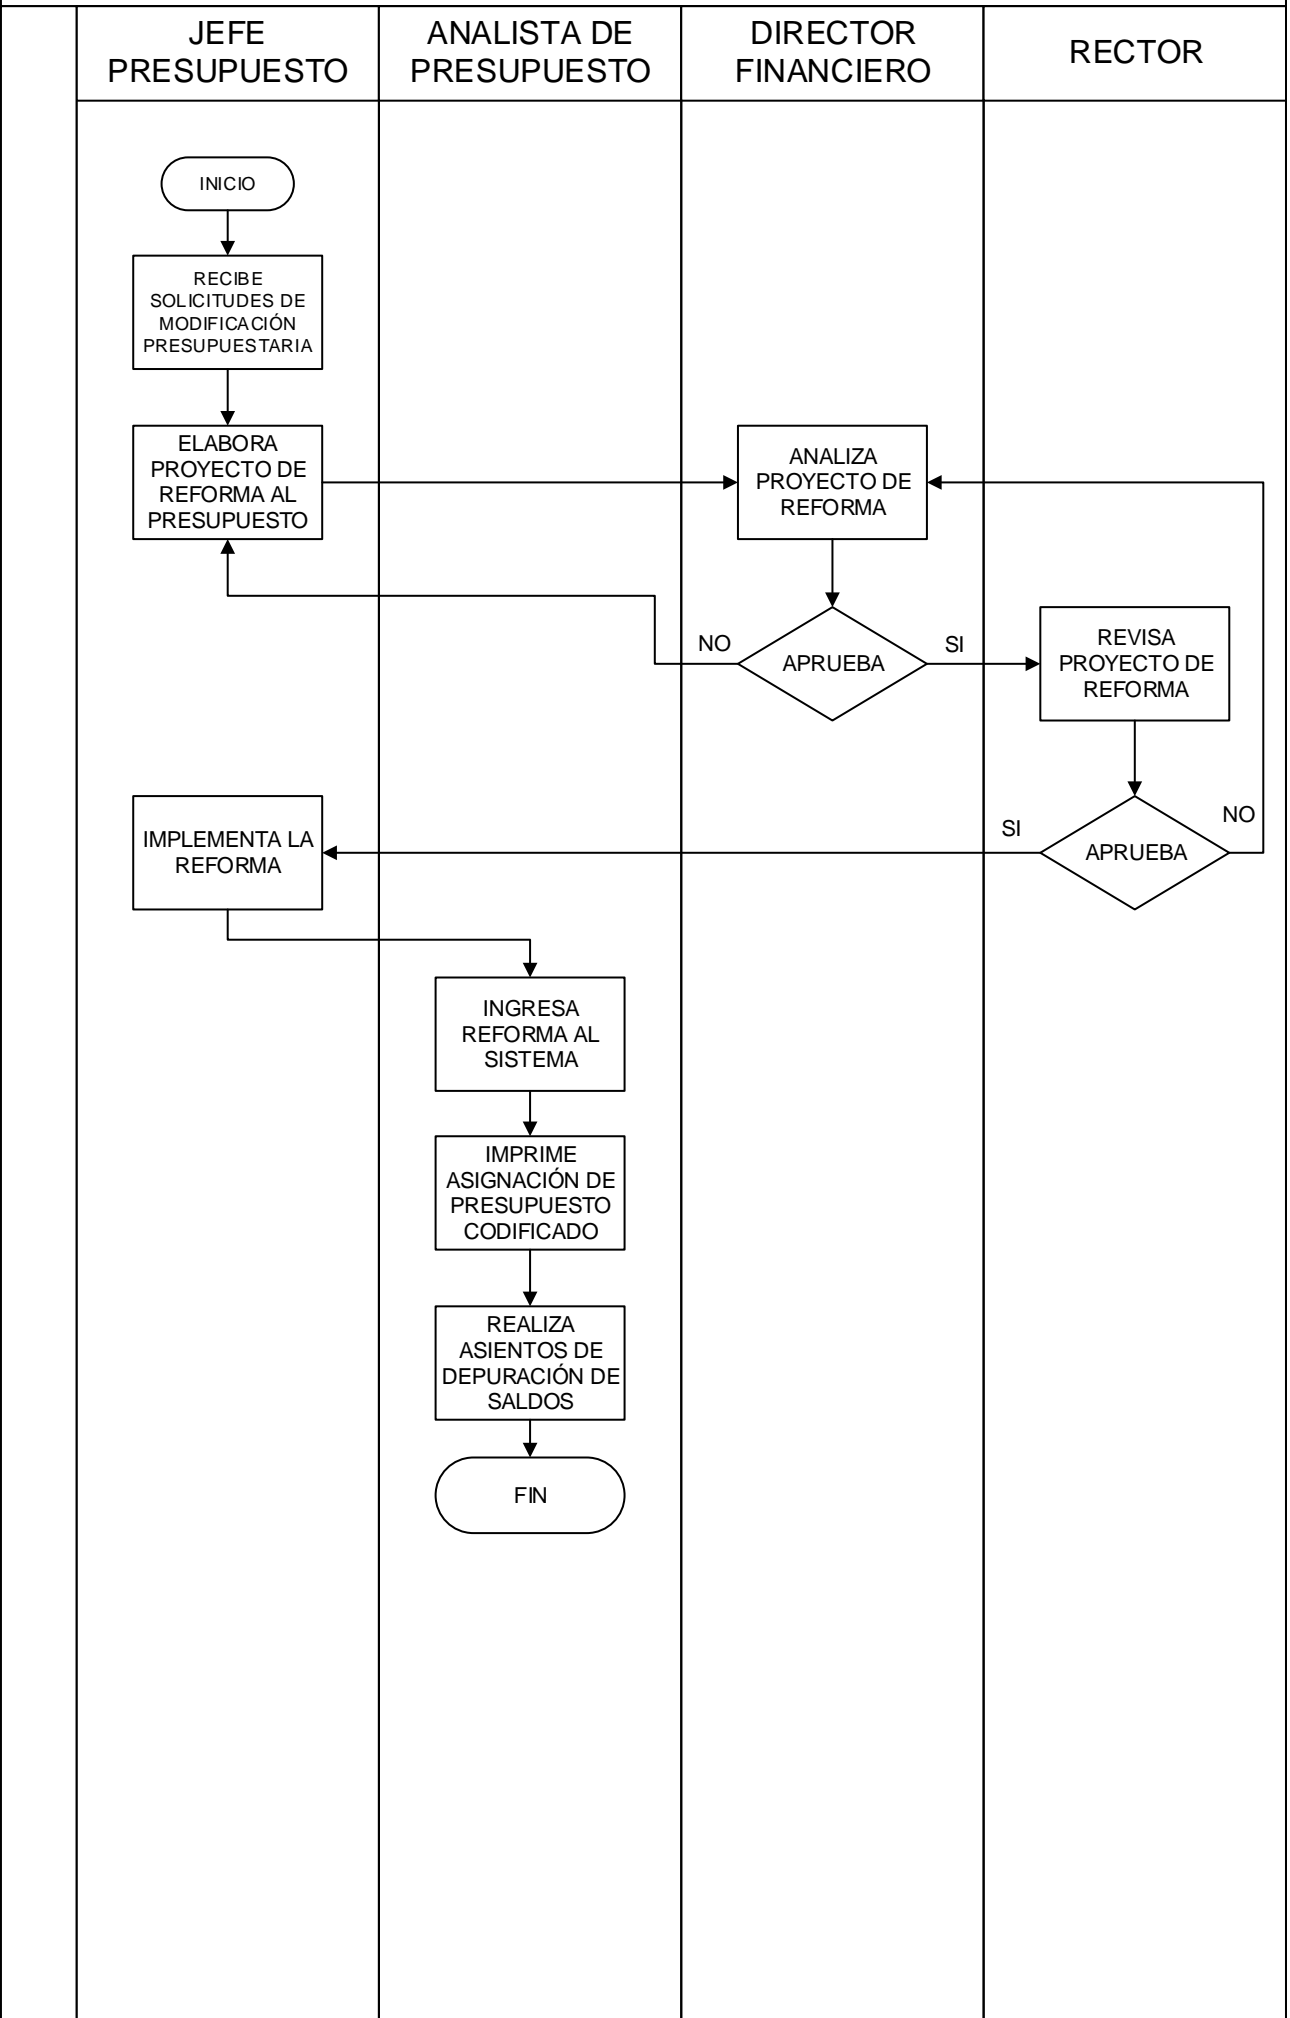 JEFE
PRESUPUESTO
ANALISTA DE
PRESUPUESTO
DIRECTOR
FINANCIERO
RECTOR
INICIO
RECIBE
SOLICITUDES DE
MODIFICACIÓN
PRESUPUESTARIA
ELABORA
PROYECTO DE
REFORMA AL
PRESUPUESTO
ANALIZA
PROYECTO DE
REFORMA
NO
APRUEBA
SI
REVISA
PROYECTO DE
REFORMA
IMPLEMENTA LA
REFORMA
SI
APRUEBA
NO
INGRESA
REFORMA AL
SISTEMA
IMPRIME
ASIGNACIÓN DE
PRESUPUESTO
CODIFICADO
REALIZA
ASIENTOS DE
DEPURACIÓN DE
SALDOS
FIN